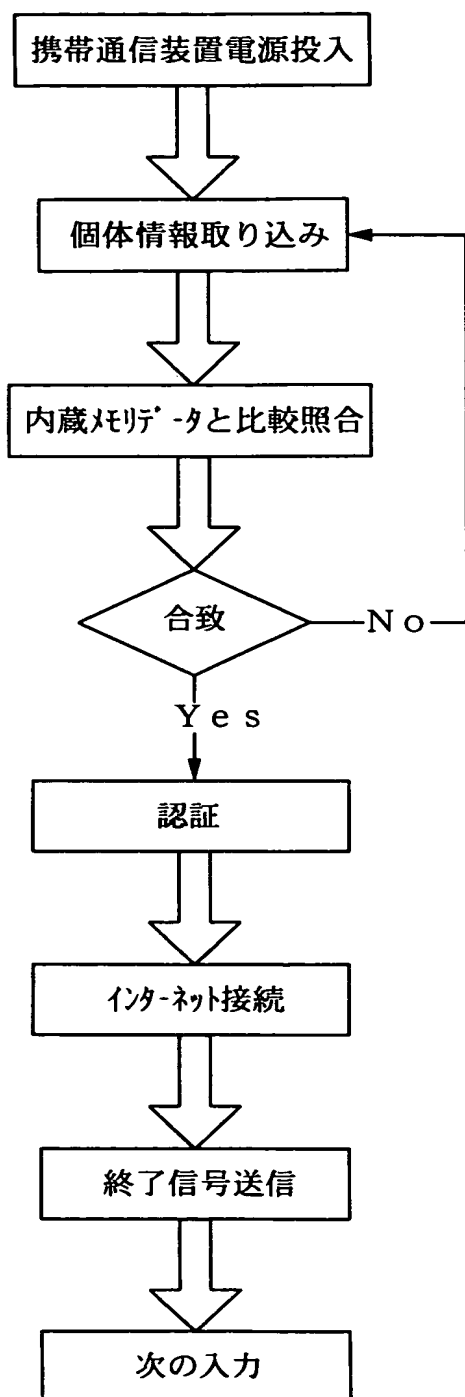 携帯通信装置電源投入
個体情報取り込み
内蔵ﾒﾓﾘﾃﾞｰﾀと比較照合
合致
No
Yes
認証
ｲﾝﾀｰﾈｯﾄ接続
終了信号送信
次の入力